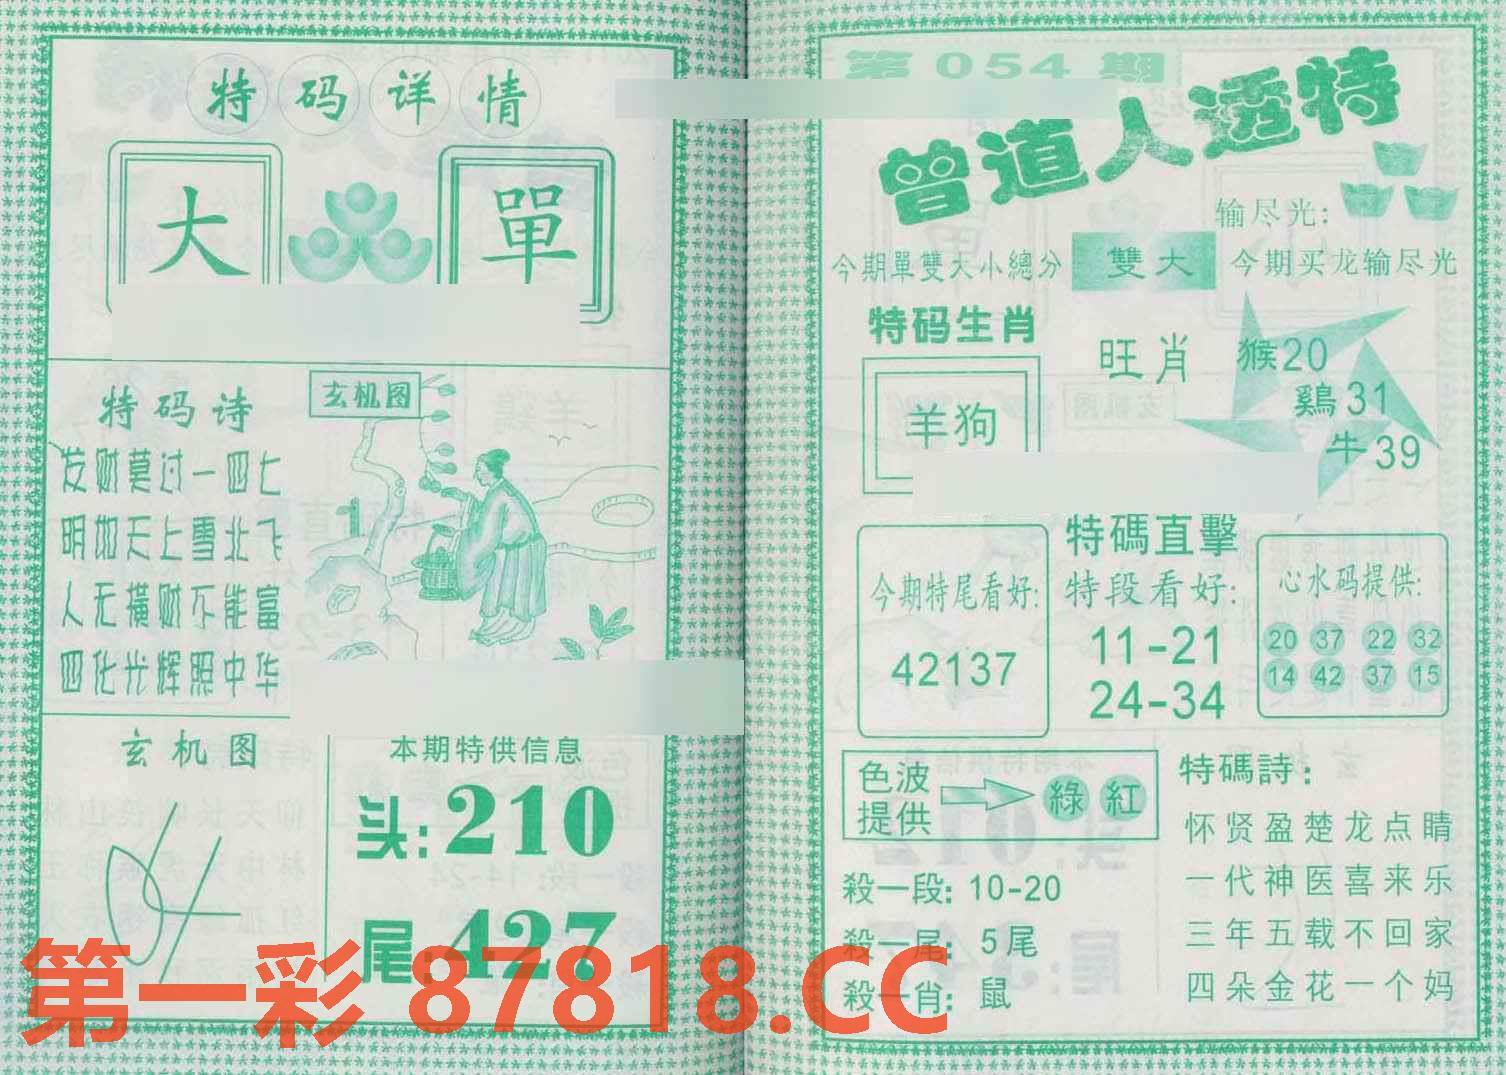 特码详情
大 單
特码诗
发财莫过一四七
明如天上雪北飞
人无横财不能富
四化光辉照中华
玄机图
玄机图
本期特供信息
头:210
尾:427
第054期
曾道人透特
输尽光:
今期單雙大小總分 雙大 今期买龙输尽光
特码生肖
羊狗
旺肖
猴20
鷄31
牛39
今期特尾看好:
42137
特碼直擊
特段看好:
11-21
24-34
心水码提供:
20 37 22 32
14 42 37 15
色波
提供
綠 紅
殺一段: 10-20
殺一尾: 5尾
殺一肖: 鼠
特碼詩:
怀贤盈楚龙点睛
一代神医喜来乐
三年五载不回家
四朵金花一个妈
第一彩 87818.CC